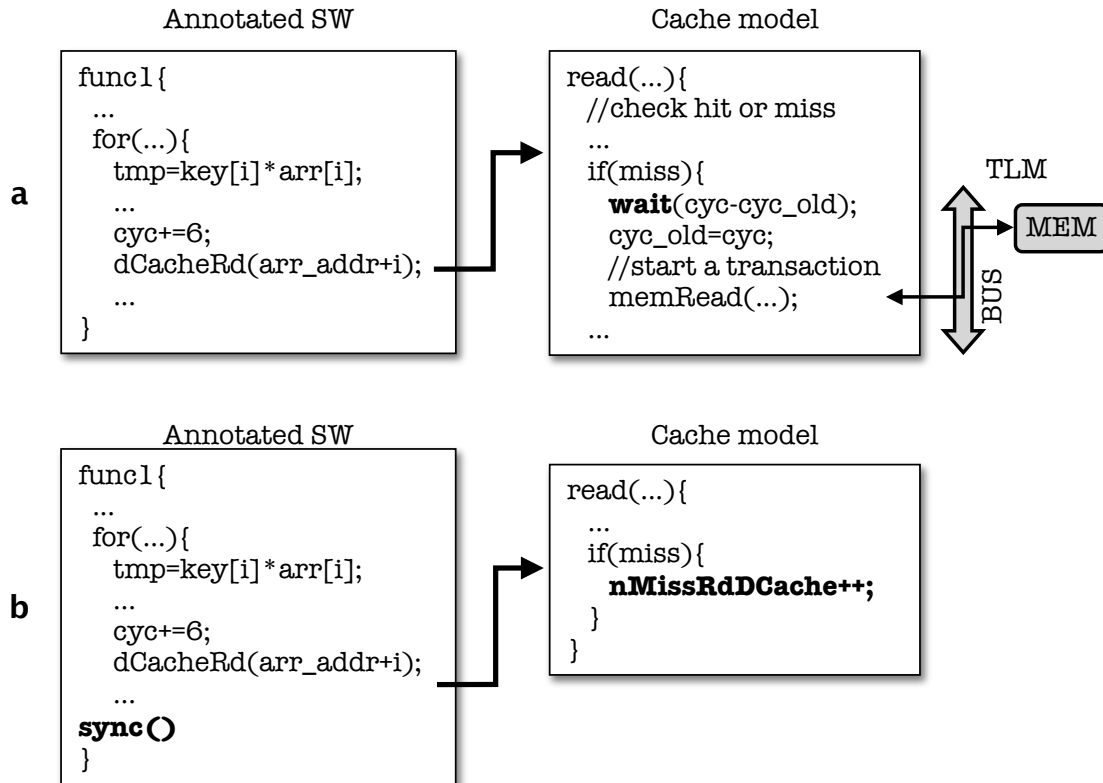 Annotated SW
Cache model
a
func1{
...
for(...){
tmp=key[i]*arr[i];
...
cyc+=6;
dCacheRd(arr_addr+i);
...
}
read(...){
//check hit or miss
...
if(miss){
wait(cyc-cyc_old);
cyc_old=cyc;
//start a transaction
memRead(...);
...
TLM
MEM
BUS
Annotated SW
Cache model
b
func1{
...
for(...){
tmp=key[i]*arr[i];
...
cyc+=6;
dCacheRd(arr_addr+i);
...
sync()
}
read(...){
...
if(miss){
nMissRdDCache++;
}
}